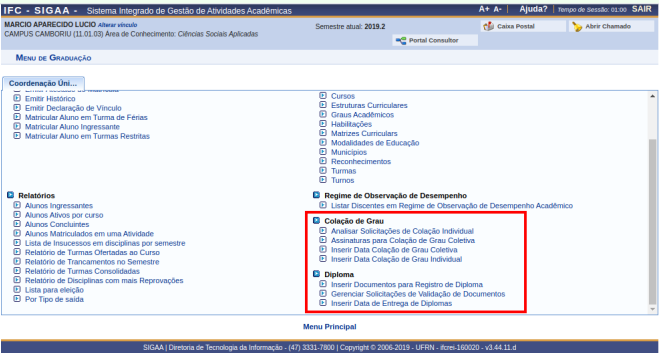 IFC - SIGAA - Sistema Integrado de Gestão de Atividades Acadêmicas
A+ A- | Ajuda? | Tempo de Sessão: 01:00 SAIR
MARCIO APARECIDO LUCIO Alterar vínculo
CAMPUS CAMBORIU (11.01.03) Área de Conhecimento: Ciências Sociais Aplicadas
Semestre atual: 2019.2
Caixa Postal
Abrir Chamado
Portal Consultor
Menu de Graduação
Coordenação Úni...
Emitir Atestado de Matrícula
Emitir Histórico
Emitir Declaração de Vínculo
Matricular Aluno em Turma de Férias
Matricular Aluno Ingressante
Matricular Aluno em Turmas Restritas
Cursos
Estruturas Curriculares
Graus Acadêmicos
Habilitações
Matrizes Curriculars
Modalidades de Educação
Municípios
Reconhecimentos
Turmas
Turnos
Relatórios
Alunos Ingressantes
Alunos Ativos por curso
Alunos Concluintes
Alunos Matriculados em uma Atividade
Lista de Insucessos em disciplinas por semestre
Relatório de Turmas Ofertadas ao Curso
Relatório de Trancamentos no Semestre
Relatório de Turmas Consolidadas
Relatório de Disciplinas com mais Reprovações
Lista para eleição
Por Tipo de saída
Regime de Observação de Desempenho
Listar Discentes em Regime de Observação de Desempenho Acadêmico
Colação de Grau
Analisar Solicitações de Colação Individual
Assinaturas para Colação de Grau Coletiva
Inserir Data Colação de Grau Coletiva
Inserir Data Colação de Grau Individual
Diploma
Inserir Documentos para Registro de Diploma
Gerenciar Solicitações de Validação de Documentos
Inserir Data de Entrega de Diplomas
Menu Principal
SIGAA | Diretoria de Tecnologia da Informação - (47) 3331-7800 | Copyright © 2006-2019 - UFRN - ifcrei-160020 - v3.44.11.d